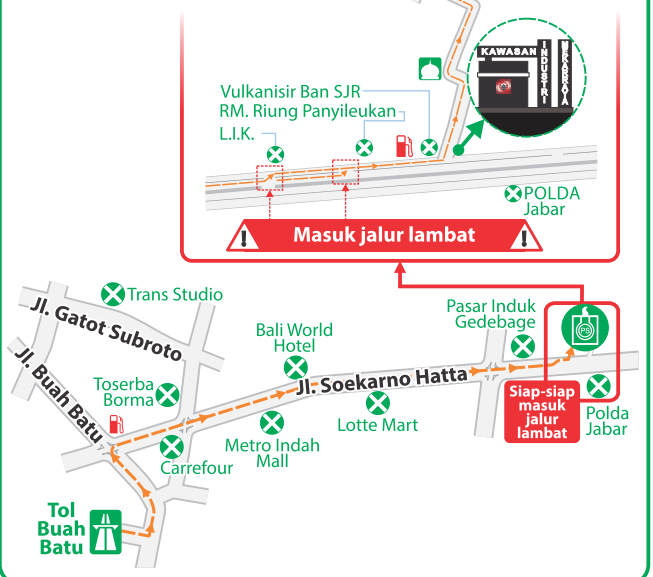 KAWASAN
INDUSTRI
MEKARRAYA
Vulkanisir Ban SJR
RM. Riung Panyileukan
L.I.K.
POLDA
Jabar
! Masuk jalur lambat !
Trans Studio
Jl. Gatot Subroto
Jl. Buah Batu
Toserba
Borma
Bali World
Hotel
Pasar Induk
Gedebage
PS
Jl. Soekarno Hatta
Siap-siap
masuk
jalur
lambat
Polda
Jabar
Lotte Mart
Metro Indah
Mall
Carrefour
Tol
Buah
Batu